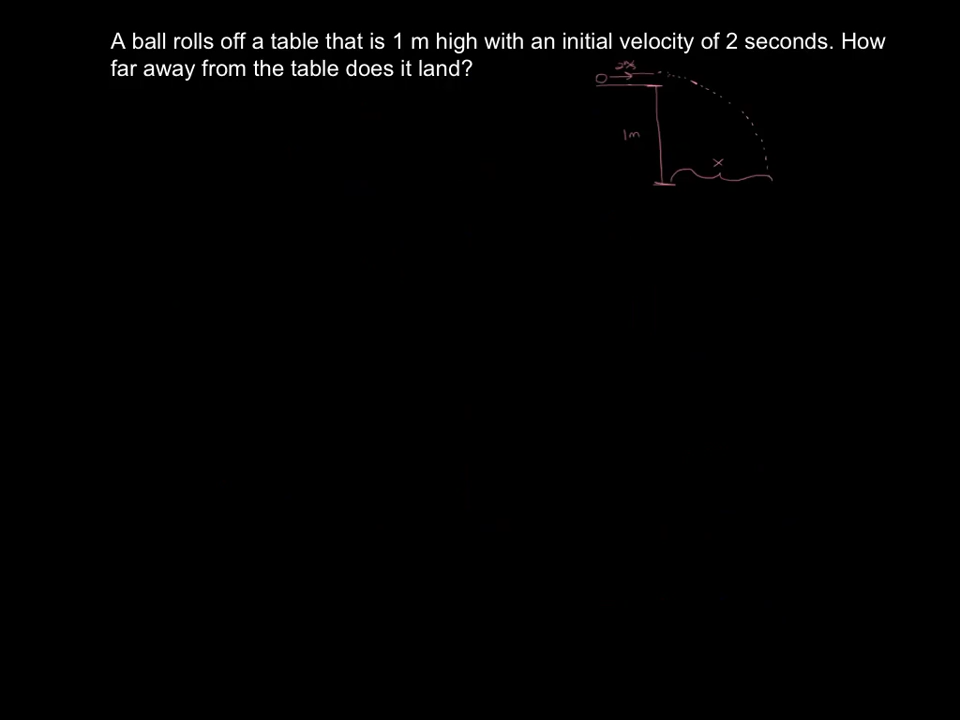 A ball rolls off a table that is 1 m high with an initial velocity of 2 seconds. How
far away from the table does it land?
1m
x